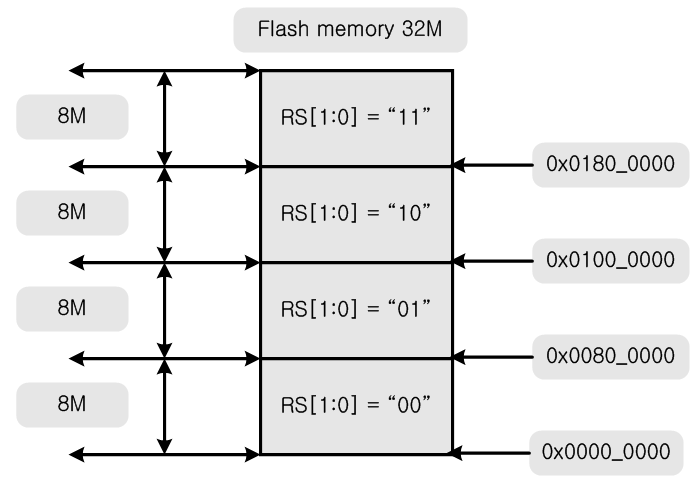 Flash memory 32M
8M
RS[1:0] = “11”
0x0180_0000
8M
RS[1:0] = “10”
0x0100_0000
8M
RS[1:0] = “01”
0x0080_0000
8M
RS[1:0] = “00”
0x0000_0000